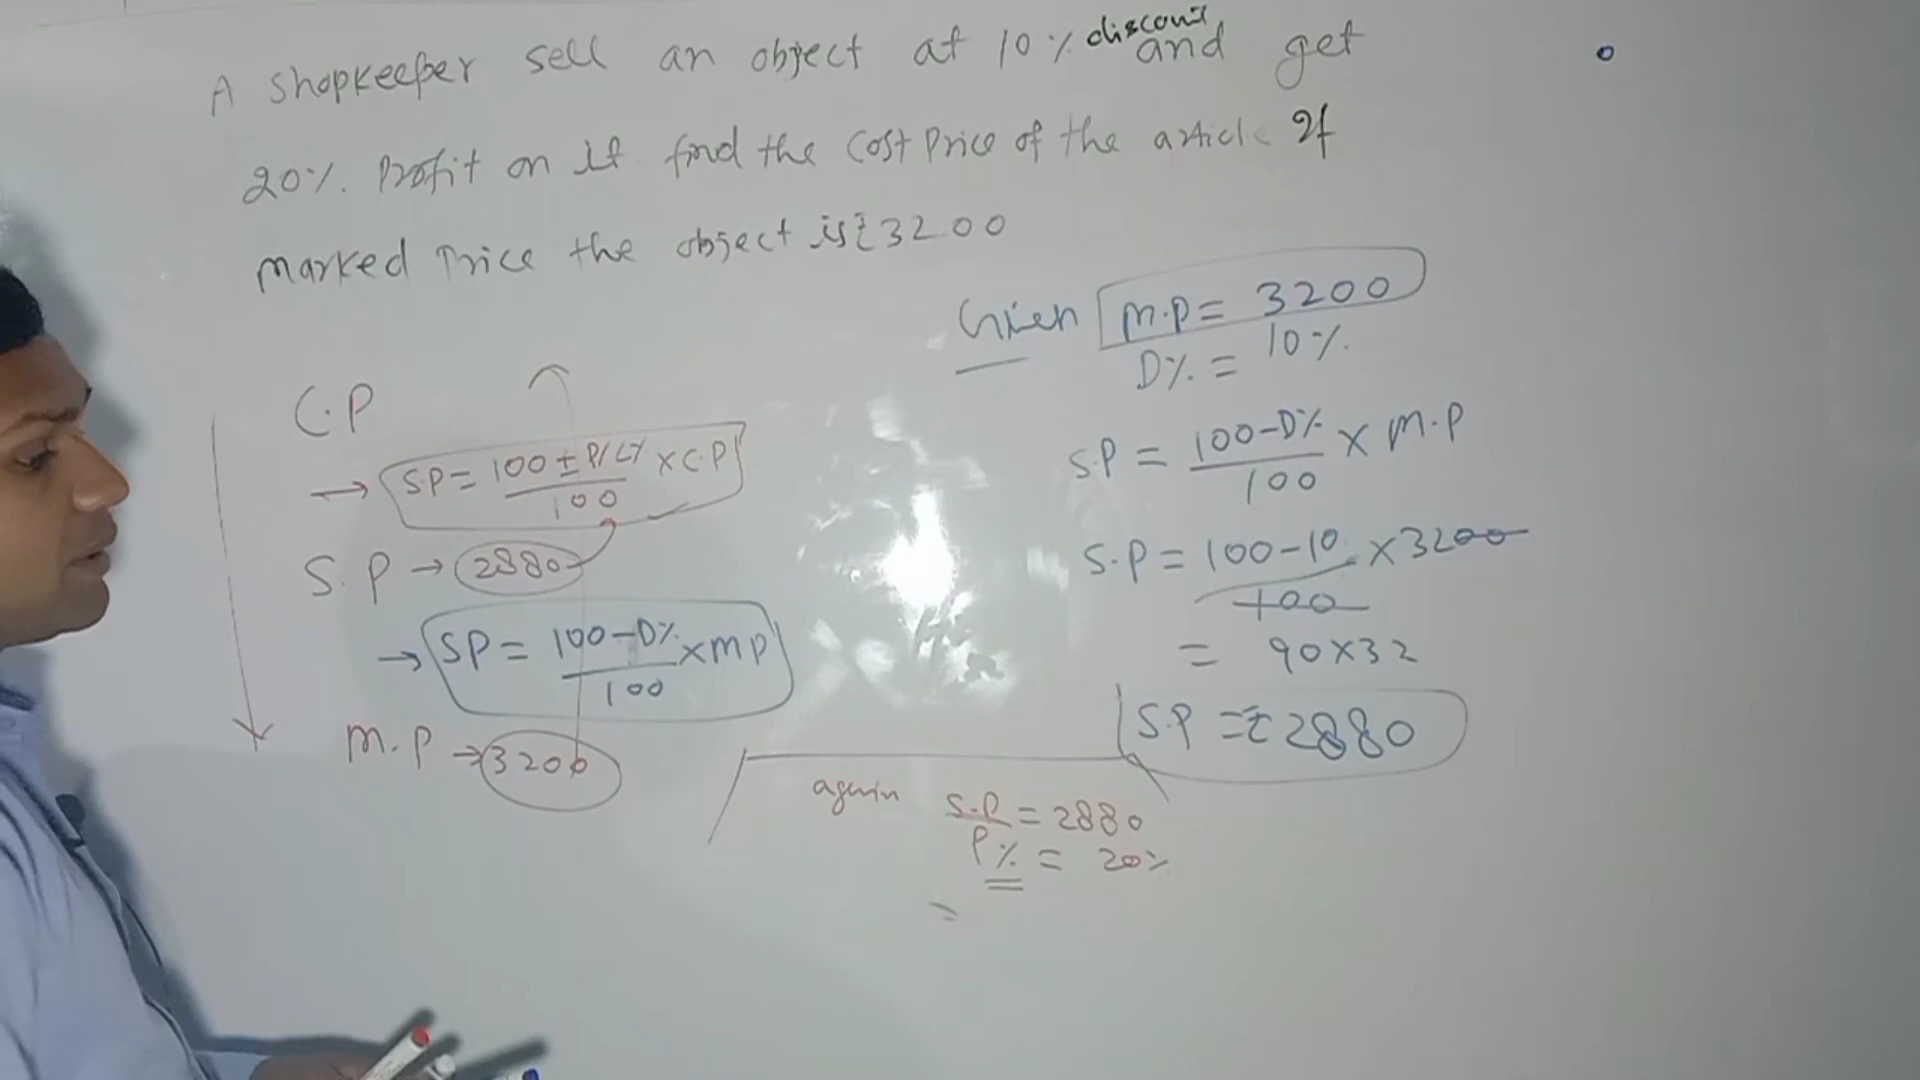 A shopkeeper sell an object at 10% discount and get
20%. Profit on it find the Cost Price of the article If
marked Price the object is ₹3200
Given M.P = 3200
D% = 10%.
C.P
→ S.P = 100 ± P/L% × C.P
100
S.P → 2880
→ SP = 100-D% × MP
100
M.P → 3200
S.P = 100-D% × M.P
100
S.P = 100-10 × 3200
100
= 90×32
S.P = ₹2880
again S.P = 2880
P% = 20%
=